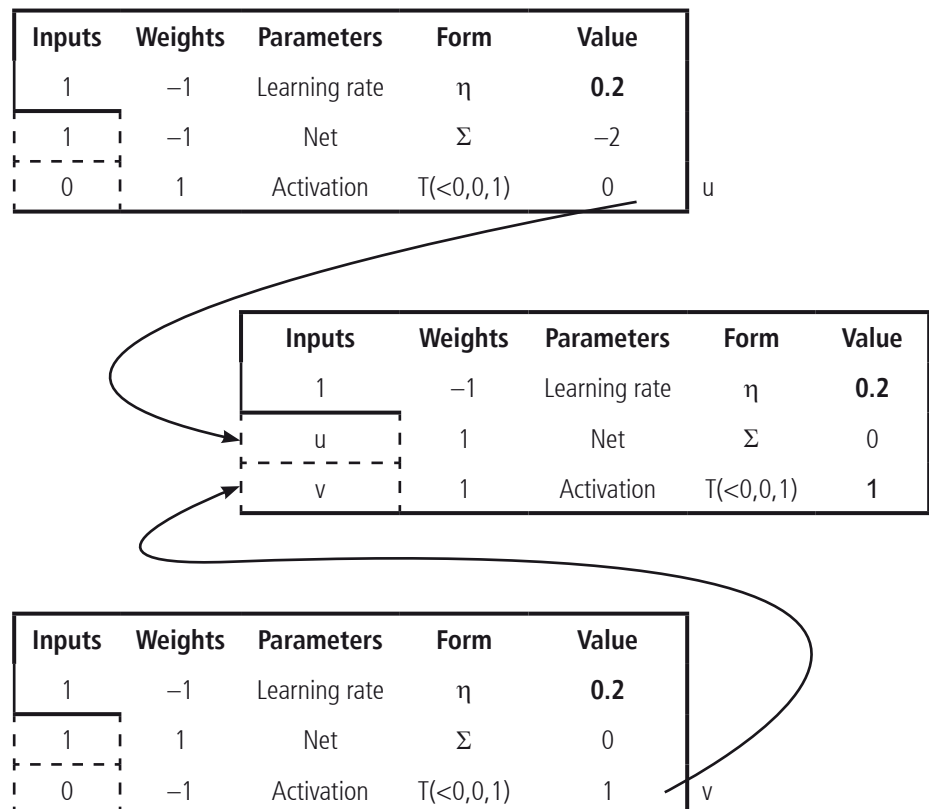 Inputs Weights Parameters Form Value
1 –1 Learning rate η 0.2
1 –1 Net Σ –2
0 1 Activation T(<0,0,1) 0 u
Inputs Weights Parameters Form Value
1 –1 Learning rate η 0.2
u 1 Net Σ 0
v 1 Activation T(<0,0,1) 1
Inputs Weights Parameters Form Value
1 –1 Learning rate η 0.2
1 1 Net Σ 0
0 –1 Activation T(<0,0,1) 1 v